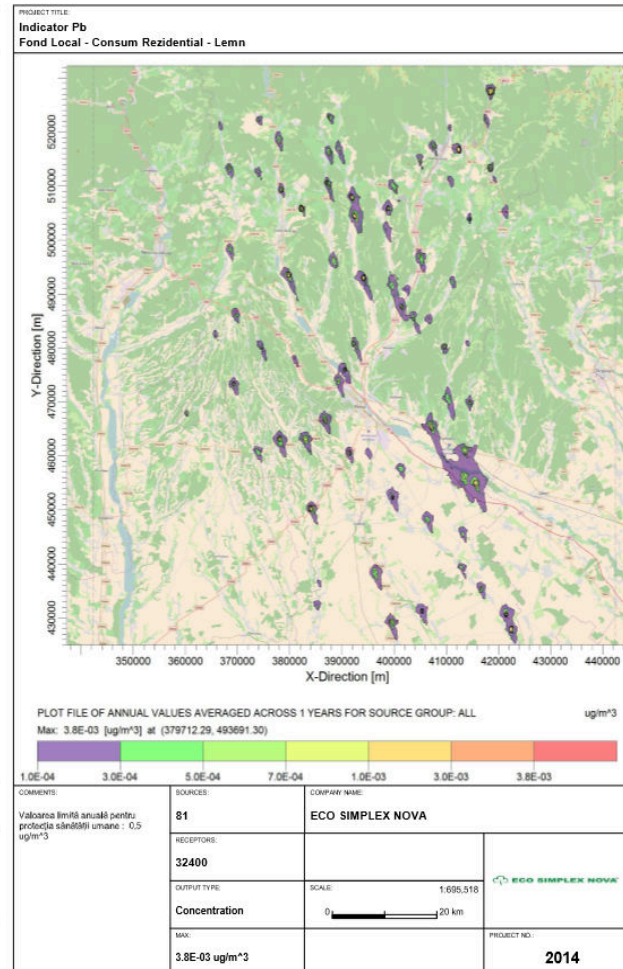 PROJECT TITLE:
Indicator Pb
Fond Local - Consum Rezidential - Lemn
Y-Direction [m]
520000
510000
500000
490000
480000
470000
460000
450000
440000
430000
350000 360000 370000 380000 390000 400000 410000 420000 430000 440000
X-Direction [m]
PLOT FILE OF ANNUAL VALUES AVERAGED ACROSS 1 YEARS FOR SOURCE GROUP: ALL ug/m^3
Max: 3.8E-03 [ug/m^3] at (379712.29, 493691.30)
1.0E-04 3.0E-04 5.0E-04 7.0E-04 1.0E-03 3.0E-03 3.8E-03
COMMENTS:
Valoarea limită anuală pentru
protecția sănătății umane : 0,5
ug/m^3
SOURCES:
81
COMPANY NAME:
ECO SIMPLEX NOVA
RECEPTORS:
32400
OUTPUT TYPE:
Concentration
SCALE: 1:695,518
0 20 km
ECO SIMPLEX NOVA
MAX:
3.8E-03 ug/m^3
PROJECT NO.:
2014